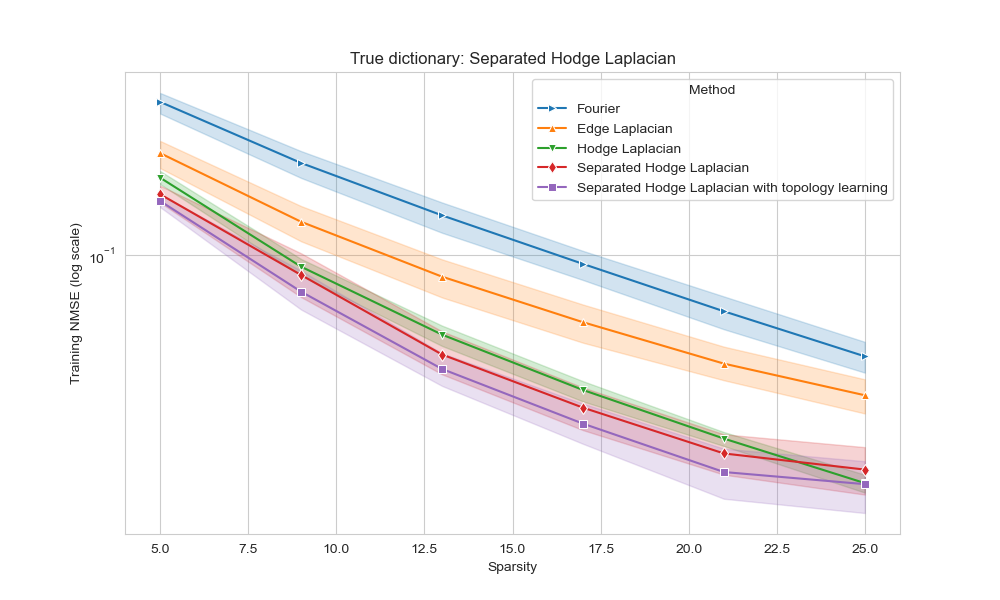 True dictionary: Separated Hodge Laplacian
Method
Fourier
Edge Laplacian
Hodge Laplacian
Separated Hodge Laplacian
Separated Hodge Laplacian with topology learning
Training NMSE (log scale)
10⁻¹
5.0 7.5 10.0 12.5 15.0 17.5 20.0 22.5 25.0
Sparsity